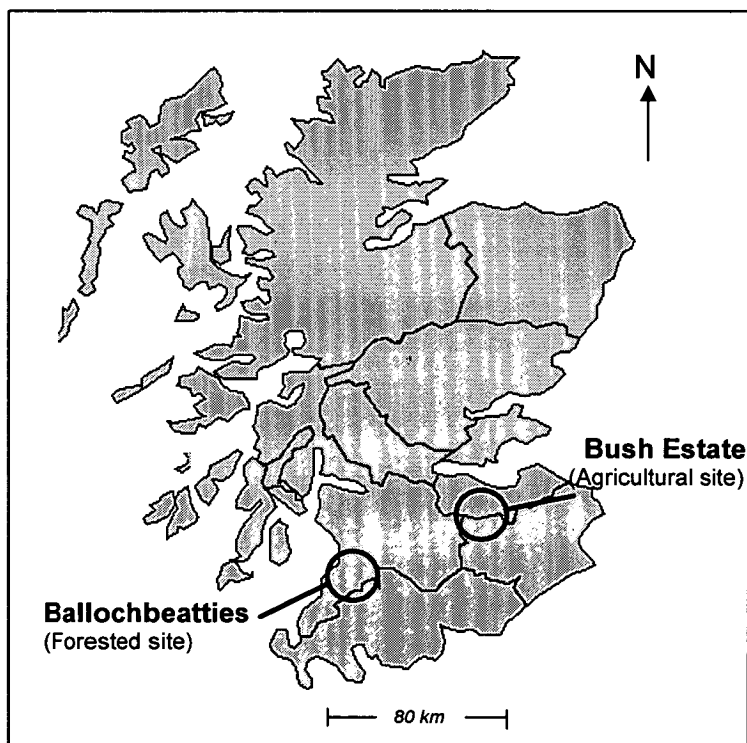 N
Bush Estate
(Agricultural site)
Ballochbeatties
(Forested site)
80 km